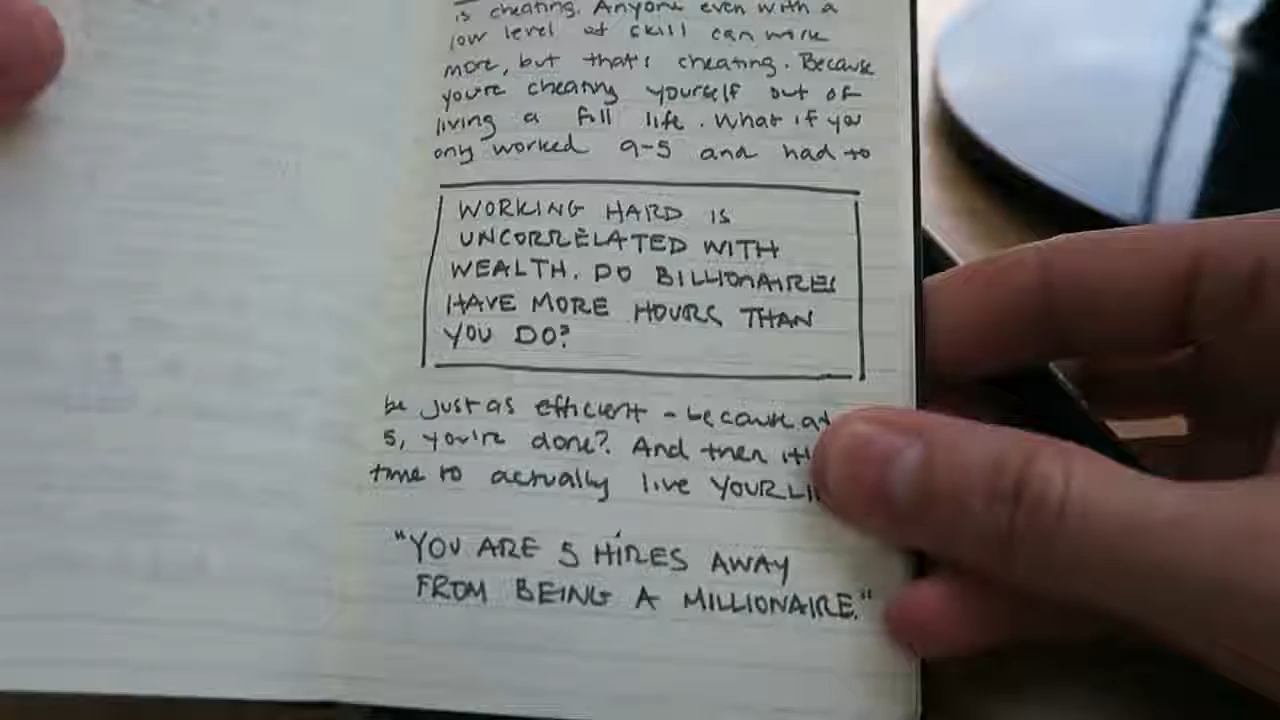 is cheating. Anyone even with a
low level of skill can work
more, but that's cheating. Because
you're cheating yourself out of
living a full life. What if you
only worked 9-5 and had to
WORKING HARD IS
UNCORRELATED WITH
WEALTH. DO BILLIONAIRES
HAVE MORE HOURS THAN
YOU DO?
be just as efficient - because at
5, you're done? And then it's
time to actually live YOUR
"YOU ARE 5 HIRES AWAY
FROM BEING A MILLIONAIRE."